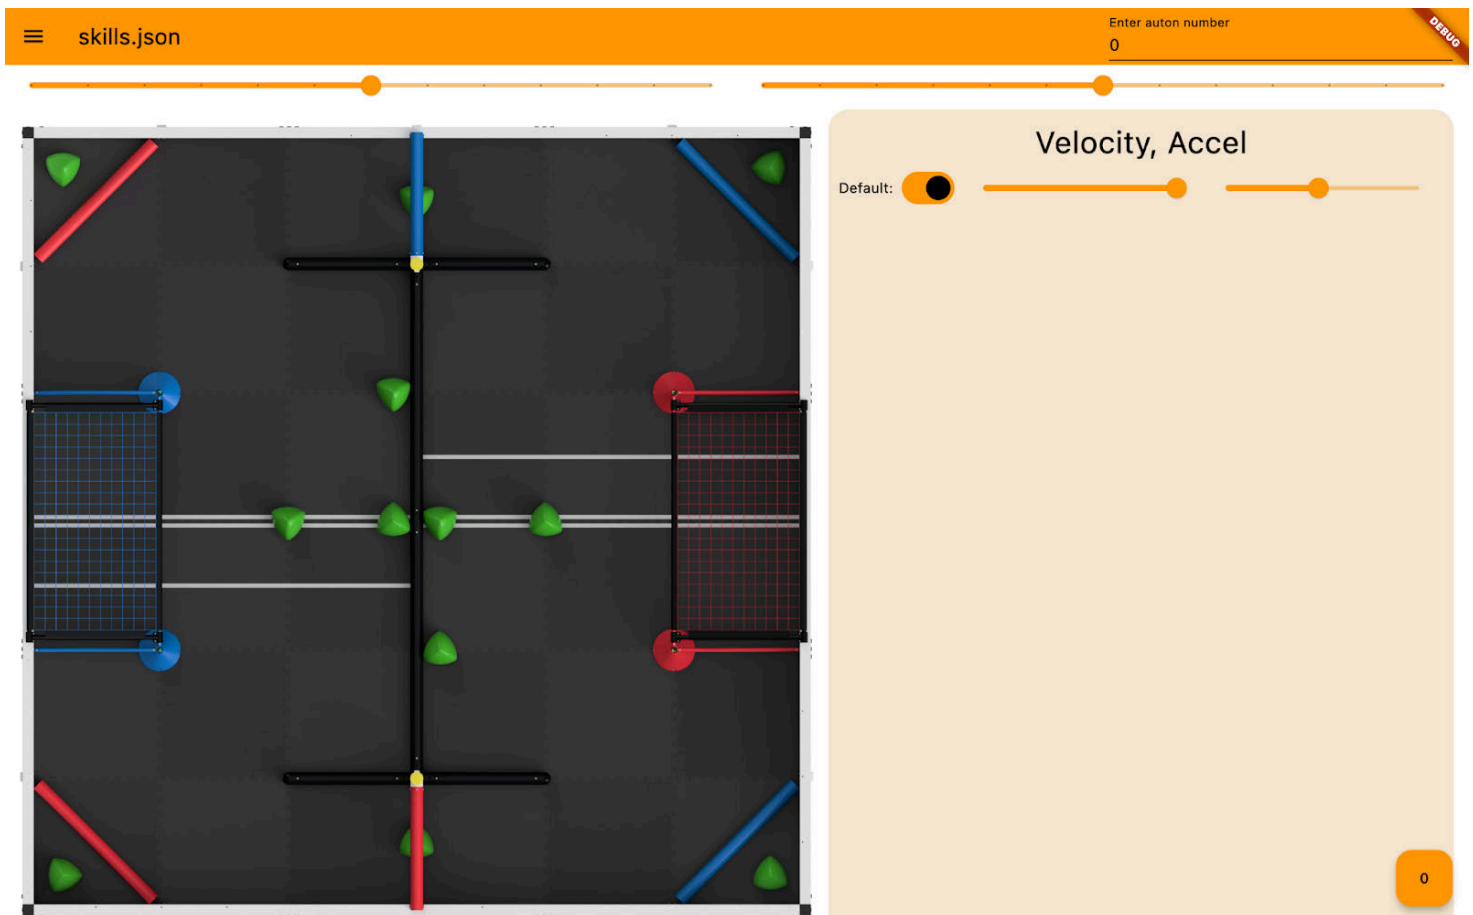 skills.json
Enter auton number
0
DEBUG
Velocity, Accel
Default:
0